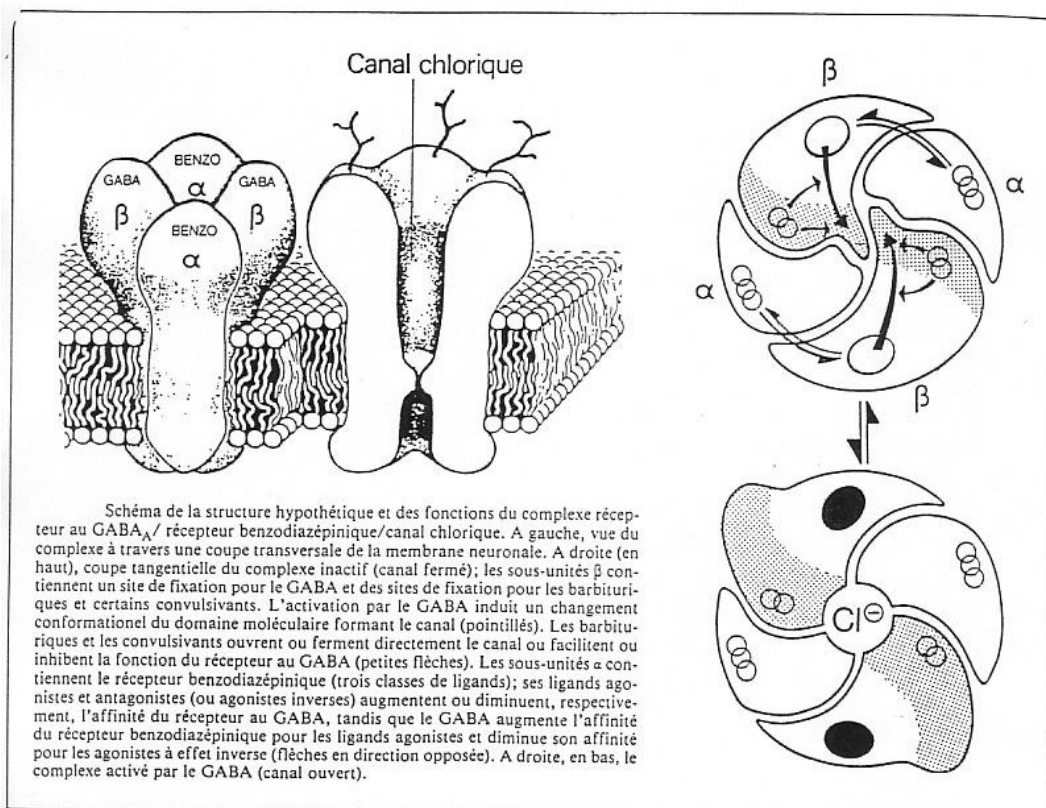 Canal chlorique
BENZO
α
GABA
β
GABA
β
BENZO
α
β
α
α
β
Cl⊖
Schéma de la structure hypothétique et des fonctions du complexe récep-
teur au GABA_A/ récepteur benzodiazépinique/canal chlorique. A gauche, vue du
complexe à travers une coupe transversale de la membrane neuronale. A droite (en
haut), coupe tangentielle du complexe inactif (canal fermé); les sous-unités β con-
tiennent un site de fixation pour le GABA et des sites de fixation pour les barbituri-
ques et certains convulsivants. L'activation par le GABA induit un changement
conformationel du domaine moléculaire formant le canal (pointillés). Les barbitu-
riques et les convulsivants ouvrent ou ferment directement le canal ou facilitent ou
inhibent la fonction du récepteur au GABA (petites flèches). Les sous-unités α con-
tiennent le récepteur benzodiazépinique (trois classes de ligands); ses ligands ago-
nistes et antagonistes (ou agonistes inverses) augmentent ou diminuent, respective-
ment, l'affinité du récepteur au GABA, tandis que le GABA augmente l'affinité
du récepteur benzodiazépinique pour les ligands agonistes et diminue son affinité
pour les agonistes à effet inverse (flèches en direction opposée). A droite, en bas, le
complexe activé par le GABA (canal ouvert).